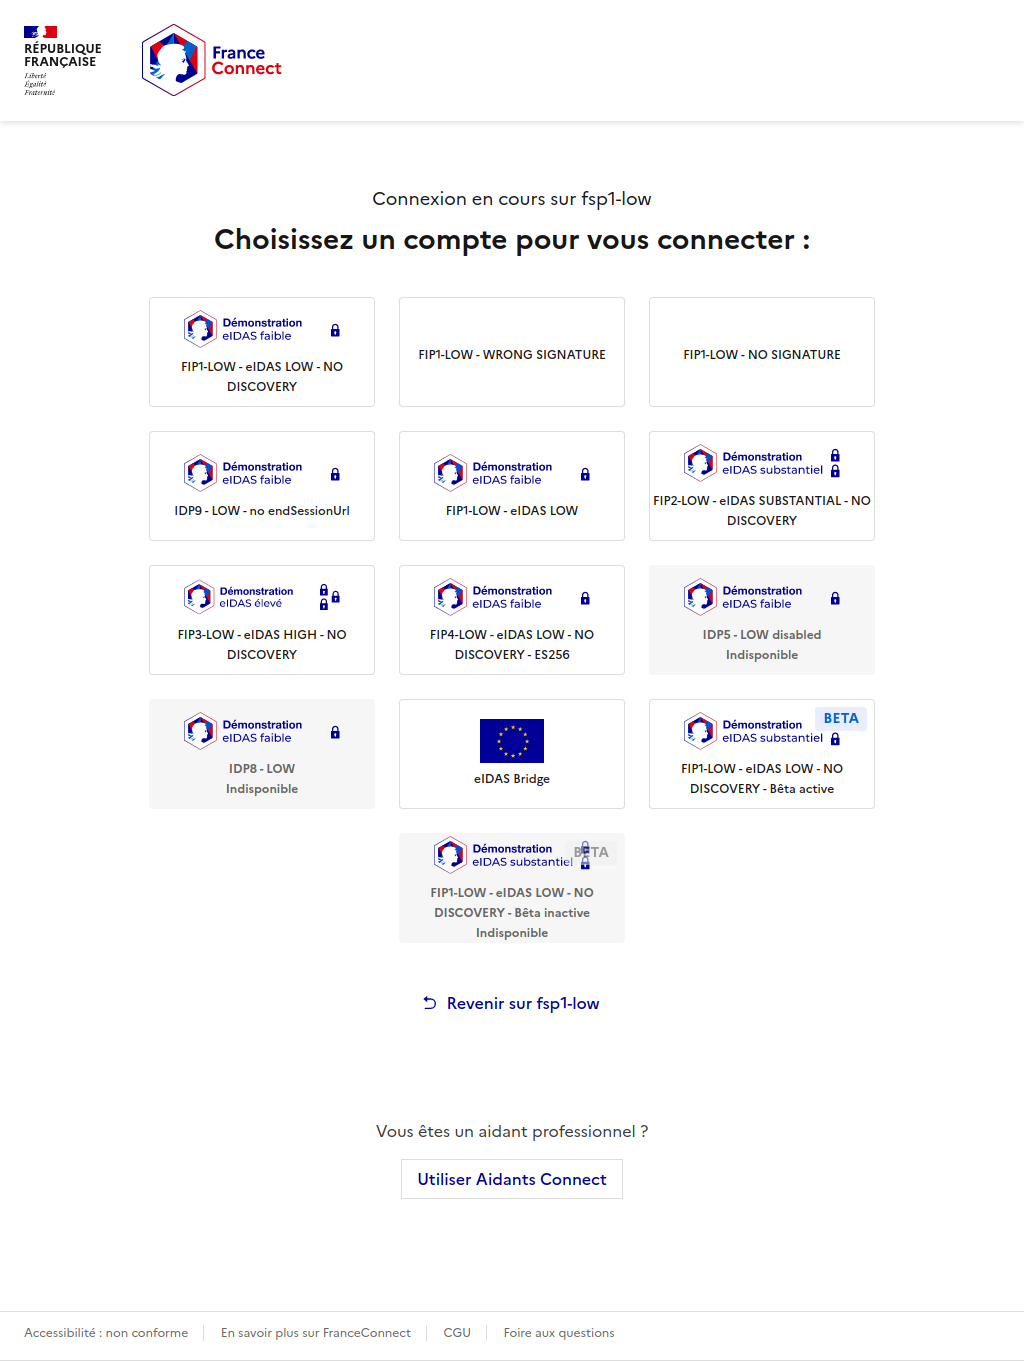 RÉPUBLIQUE
FRANÇAISE
Liberté
Égalité
Fraternité
France
Connect
Connexion en cours sur fsp1-low
Choisissez un compte pour vous connecter :
Démonstration
eIDAS faible
FIP1-LOW - eIDAS LOW - NO
DISCOVERY
FIP1-LOW - WRONG SIGNATURE
FIP1-LOW - NO SIGNATURE
Démonstration
eIDAS faible
IDP9 - LOW - no endSessionUrl
Démonstration
eIDAS faible
FIP1-LOW - eIDAS LOW
Démonstration
eIDAS substantiel
FIP2-LOW - eIDAS SUBSTANTIAL - NO
DISCOVERY
Démonstration
eIDAS élevé
FIP3-LOW - eIDAS HIGH - NO
DISCOVERY
Démonstration
eIDAS faible
FIP4-LOW - eIDAS LOW - NO
DISCOVERY - ES256
Démonstration
eIDAS faible
IDP5 - LOW disabled
Indisponible
Démonstration
eIDAS faible
IDP8 - LOW
Indisponible
eIDAS Bridge
BETA
Démonstration
eIDAS substantiel
FIP1-LOW - eIDAS LOW - NO
DISCOVERY - Bêta active
Démonstration
eIDAS substantiel
BETA
FIP1-LOW - eIDAS LOW - NO
DISCOVERY - Bêta inactive
Indisponible
Revenir sur fsp1-low
Vous êtes un aidant professionnel ?
Utiliser Aidants Connect
Accessibilité : non conforme
En savoir plus sur FranceConnect
CGU
Foire aux questions